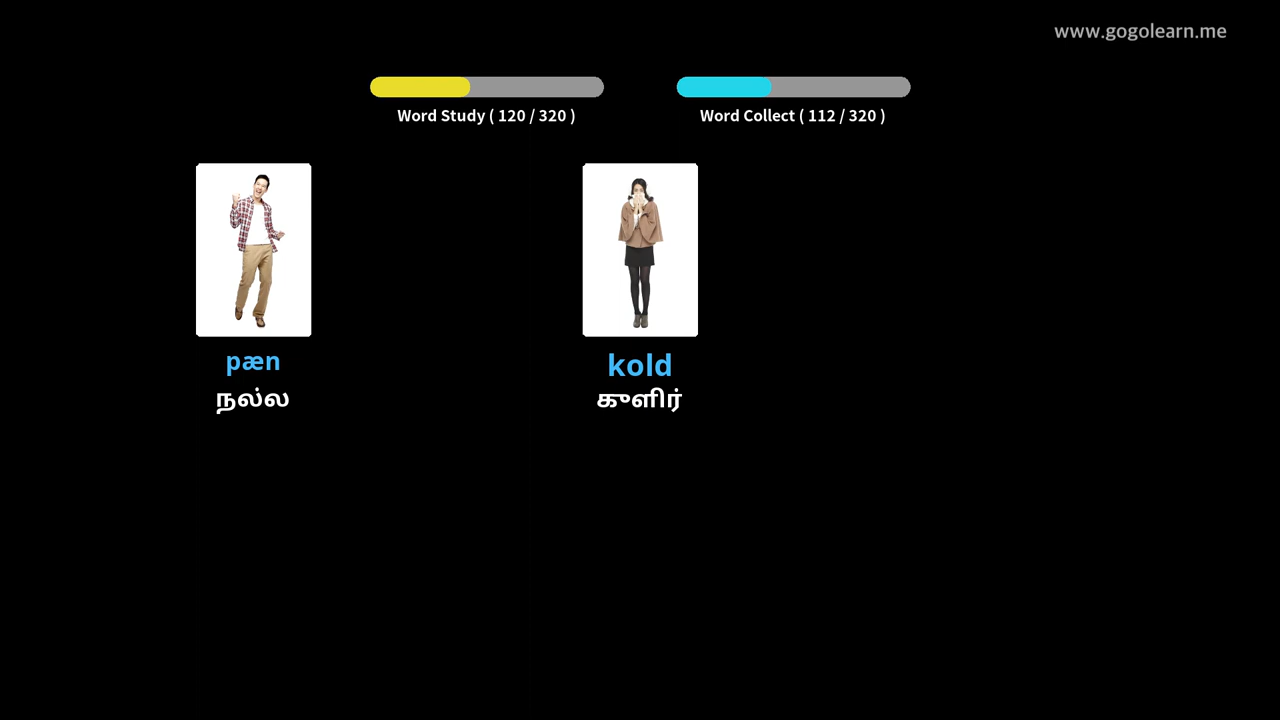 www.gogolearn.me
Word Study ( 120 / 320 )
Word Collect ( 112 / 320 )
pæn
நல்ல
kold
குளிர்